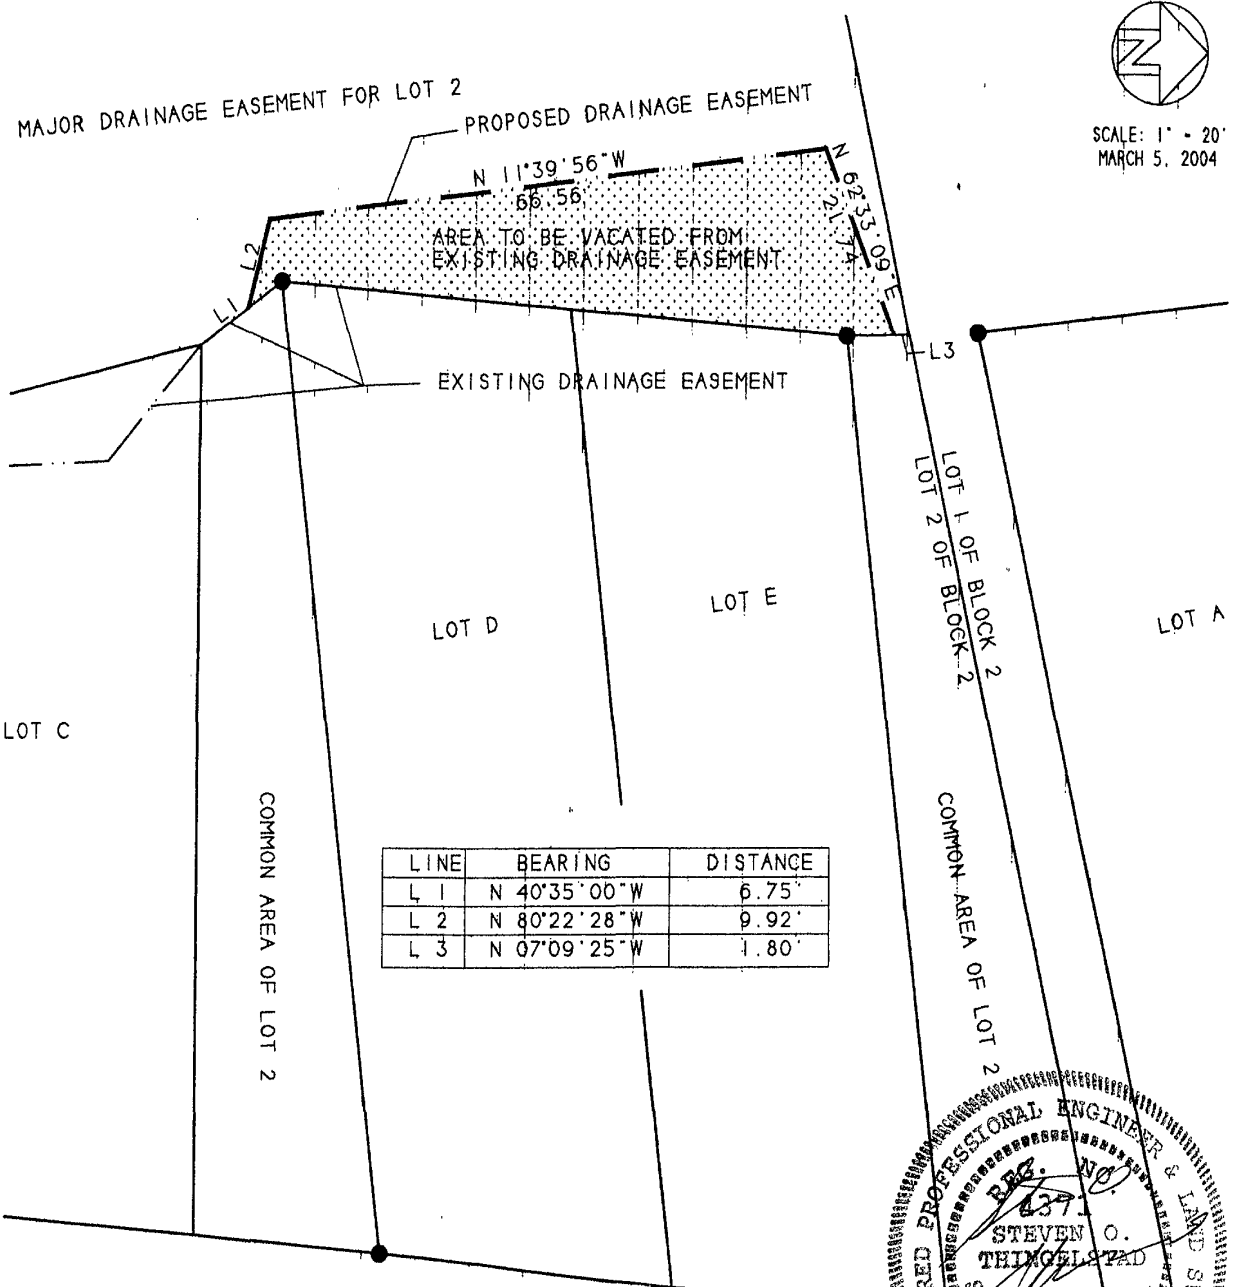 N
SCALE: 1" = 20'
MARCH 5, 2004
MAJOR DRAINAGE EASEMENT FOR LOT 2
PROPOSED DRAINAGE EASEMENT
N 11°39'56"W
66.56
N 62°33'09"E
21.74
AREA TO BE VACATED FROM
EXISTING DRAINAGE EASEMENT
L2
L1
L3
EXISTING DRAINAGE EASEMENT
LOT 1 OF BLOCK 2
LOT 2 OF BLOCK 2
LOT D
LOT E
LOT A
LOT C
COMMON AREA OF LOT 2
COMMON AREA OF LOT 2
LINE BEARING DISTANCE
L 1 N 40°35'00"W 6.75'
L 2 N 80°22'28"W 9.92'
L 3 N 07°09'25"W 1.80'
PROFESSIONAL ENGINEER & LAND
REG. NO.
STEVEN O.
THINGELSTAD